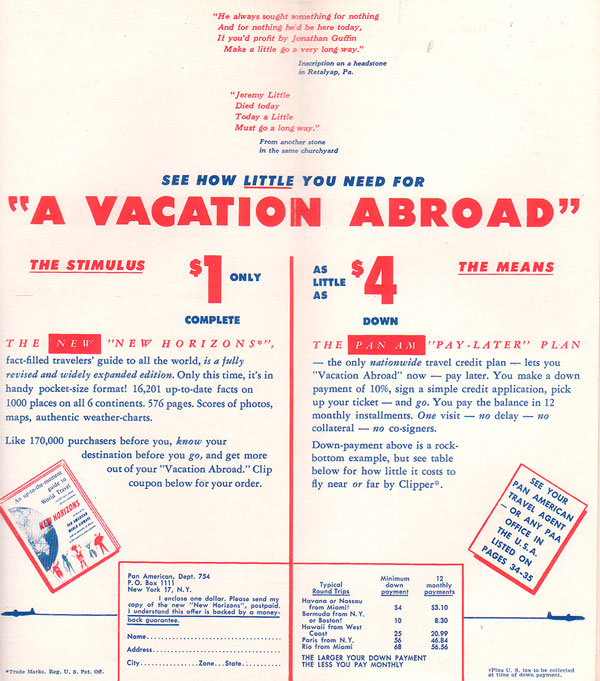 "He always sought something for nothing
And for nothing he'd be here today,
If you'd profit by Jonathan Guffin
Make a little go a very long way."
Inscription on a headstone
in Retalyap, Pa.
"Jeremy Little
Died today
Today a Little
Must go a long way."
From another stone
in the same churchyard
SEE HOW LITTLE YOU NEED FOR
"A VACATION ABROAD"
THE STIMULUS
$1 ONLY
COMPLETE
THE NEW "NEW HORIZONS*",
fact-filled travelers' guide to all the world, is a fully
revised and widely expanded edition. Only this time, it's in
handy pocket-size format! 16,201 up-to-date facts on
1000 places on all 6 continents. 576 pages. Scores of photos,
maps, authentic weather-charts.
Like 170,000 purchasers before you, know your
destination before you go, and get more
out of your "Vacation Abroad." Clip
coupon below for your order.
An up-to-the-moment
guide to
World Travel
NEW HORIZONS
PAN AMERICAN
WORLD AIRWAYS
Pan American, Dept. 754
P.O. Box 1111
New York 17, N.Y.
I enclose one dollar. Please send my
copy of the new "New Horizons", postpaid.
I understand this offer is backed by a money-
back guarantee.
Name
Address
City Zone State
*Trade Marks, Reg. U. S. Pat. Off.
AS
LITTLE
AS
$4
DOWN
THE MEANS
THE PAN AM "PAY-LATER" PLAN
— the only nationwide travel credit plan — lets you
"Vacation Abroad" now — pay later. You make a down
payment of 10%, sign a simple credit application, pick
up your ticket — and go. You pay the balance in 12
monthly installments. One visit — no delay — no
collateral — no co-signers.
Down-payment above is a rock-
bottom example, but see table
below for how little it costs to
fly near or far by Clipper*.
SEE YOUR
PAN AMERICAN
TRAVEL AGENT
— OR ANY PAA
OFFICE IN
THE U.S.A.
LISTED ON
PAGES 34-35
Typical Minimum 12
Round Trips down payment monthly payments
Havana or Nassau
from Miami† $4 $3.10
Bermuda from N.Y.
or Boston† 10 8.30
Hawaii from West
Coast 25 20.99
Paris from N.Y. 56 46.84
Rio from Miami 68 56.56
THE LARGER YOUR DOWN PAYMENT
THE LESS YOU PAY MONTHLY
†Plus U. S. tax to be collected
at time of down payment.